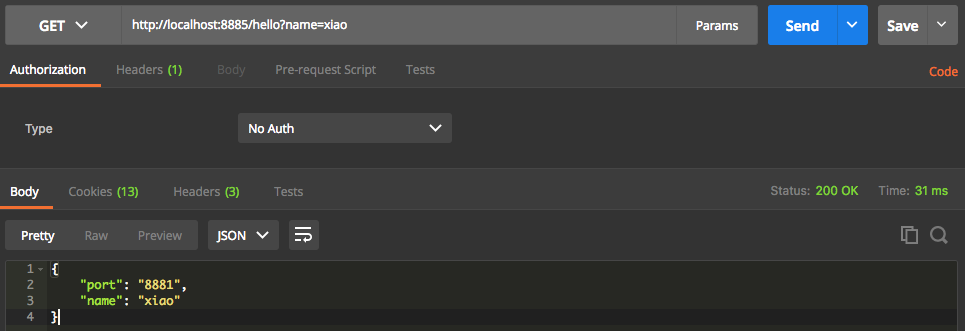 GET http://localhost:8885/hello?name=xiao Params Send Save
Authorization Headers (1) Body Pre-request Script Tests Code
Type No Auth
Body Cookies (13) Headers (3) Tests Status: 200 OK Time: 31 ms
Pretty Raw Preview JSON
1 {
2 "port": "8881",
3 "name": "xiao"
4 }